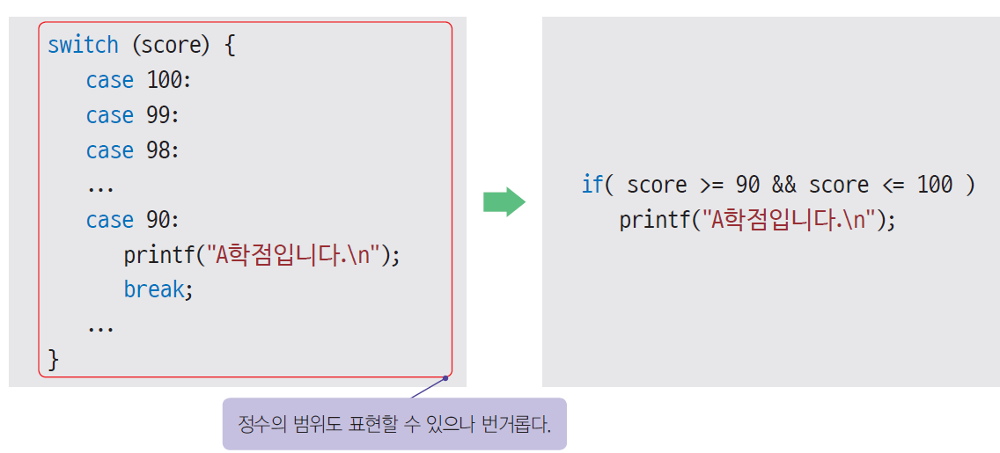 switch (score) {
case 100:
case 99:
case 98:
...
case 90:
printf("A학점입니다.\n");
break;
...
}
if( score >= 90 && score <= 100 )
printf("A학점입니다.\n");
정수의 범위도 표현할 수 있으나 번거롭다.